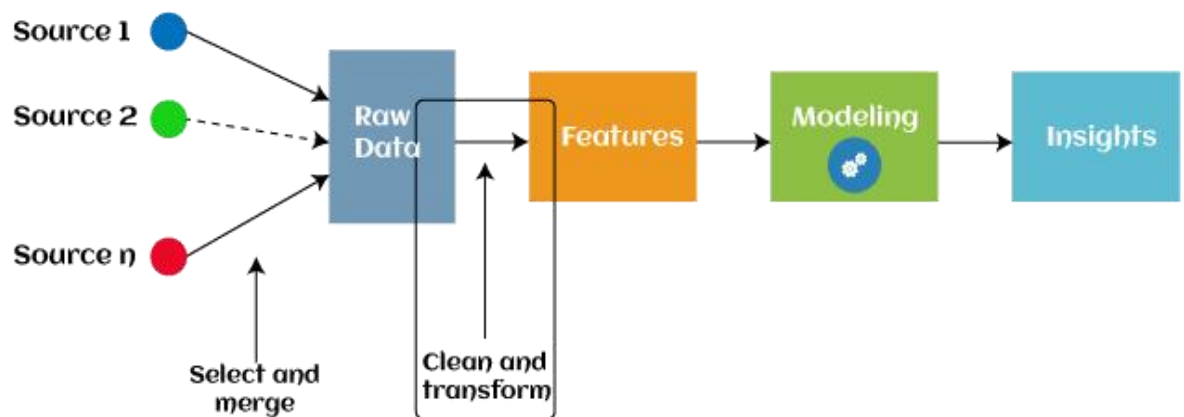 Source 1
Source 2
Source n
Raw
Data
Features
Modeling
Insights
Select and
merge
Clean and
transform